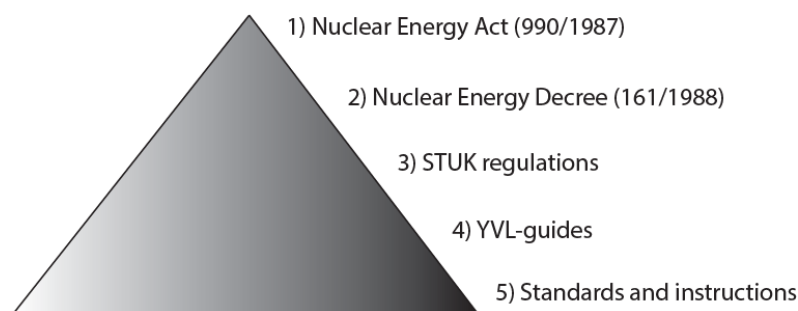 1) Nuclear Energy Act (990/1987)
2) Nuclear Energy Decree (161/1988)
3) STUK regulations
4) YVL-guides
5) Standards and instructions